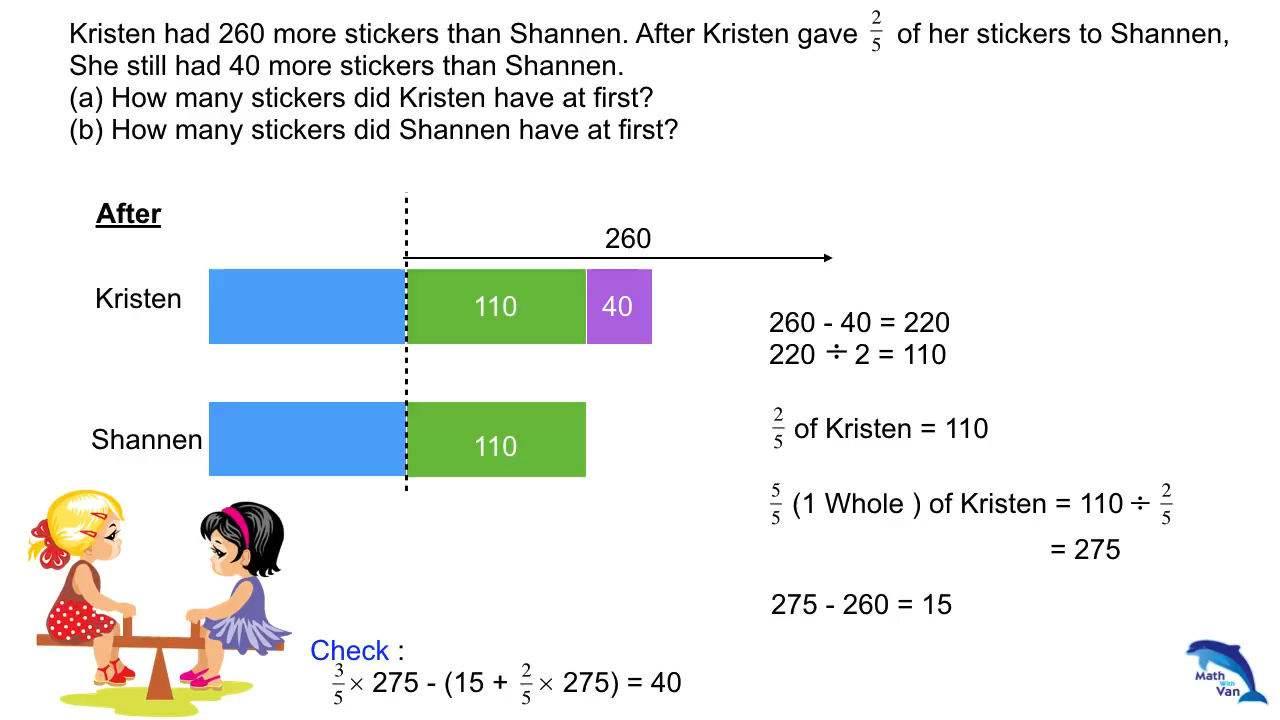 Kristen had 260 more stickers than Shannen. After Kristen gave 2/5 of her stickers to Shannen,
She still had 40 more stickers than Shannen.
(a) How many stickers did Kristen have at first?
(b) How many stickers did Shannen have at first?
After
260
Kristen
110
40
Shannen
110
260 - 40 = 220
220 ÷ 2 = 110
2/5 of Kristen = 110
5/5 (1 Whole ) of Kristen = 110 ÷ 2/5
= 275
275 - 260 = 15
Check :
3/5 × 275 - (15 + 2/5 × 275) = 40
Math
With
Van